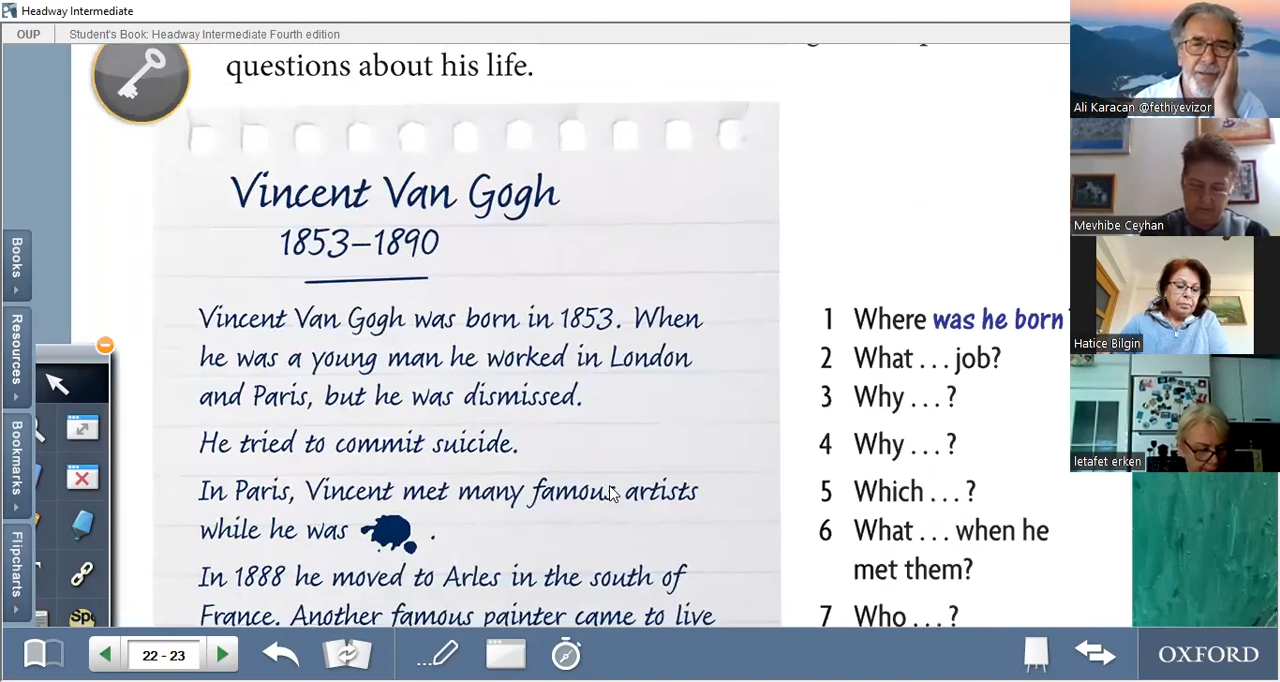 Headway Intermediate
OUP
Student's Book: Headway Intermediate Fourth edition
questions about his life.
Vincent Van Gogh
1853–1890
Vincent Van Gogh was born in 1853. When
he was a young man he worked in London
and Paris, but he was dismissed.
He tried to commit suicide.
In Paris, Vincent met many famous artists
while he was .
In 1888 he moved to Arles in the south of
France. Another famous painter came to live
1 Where was he born
2 What ... job?
3 Why ... ?
4 Why ... ?
5 Which ... ?
6 What ... when he
met them?
7 Who ... ?
Books
Resources
Bookmarks
Flipcharts
22 - 23
OXFORD
Ali Karacan @fethiyevizor
Mevhibe Ceyhan
Hatice Bilgin
letafet erken